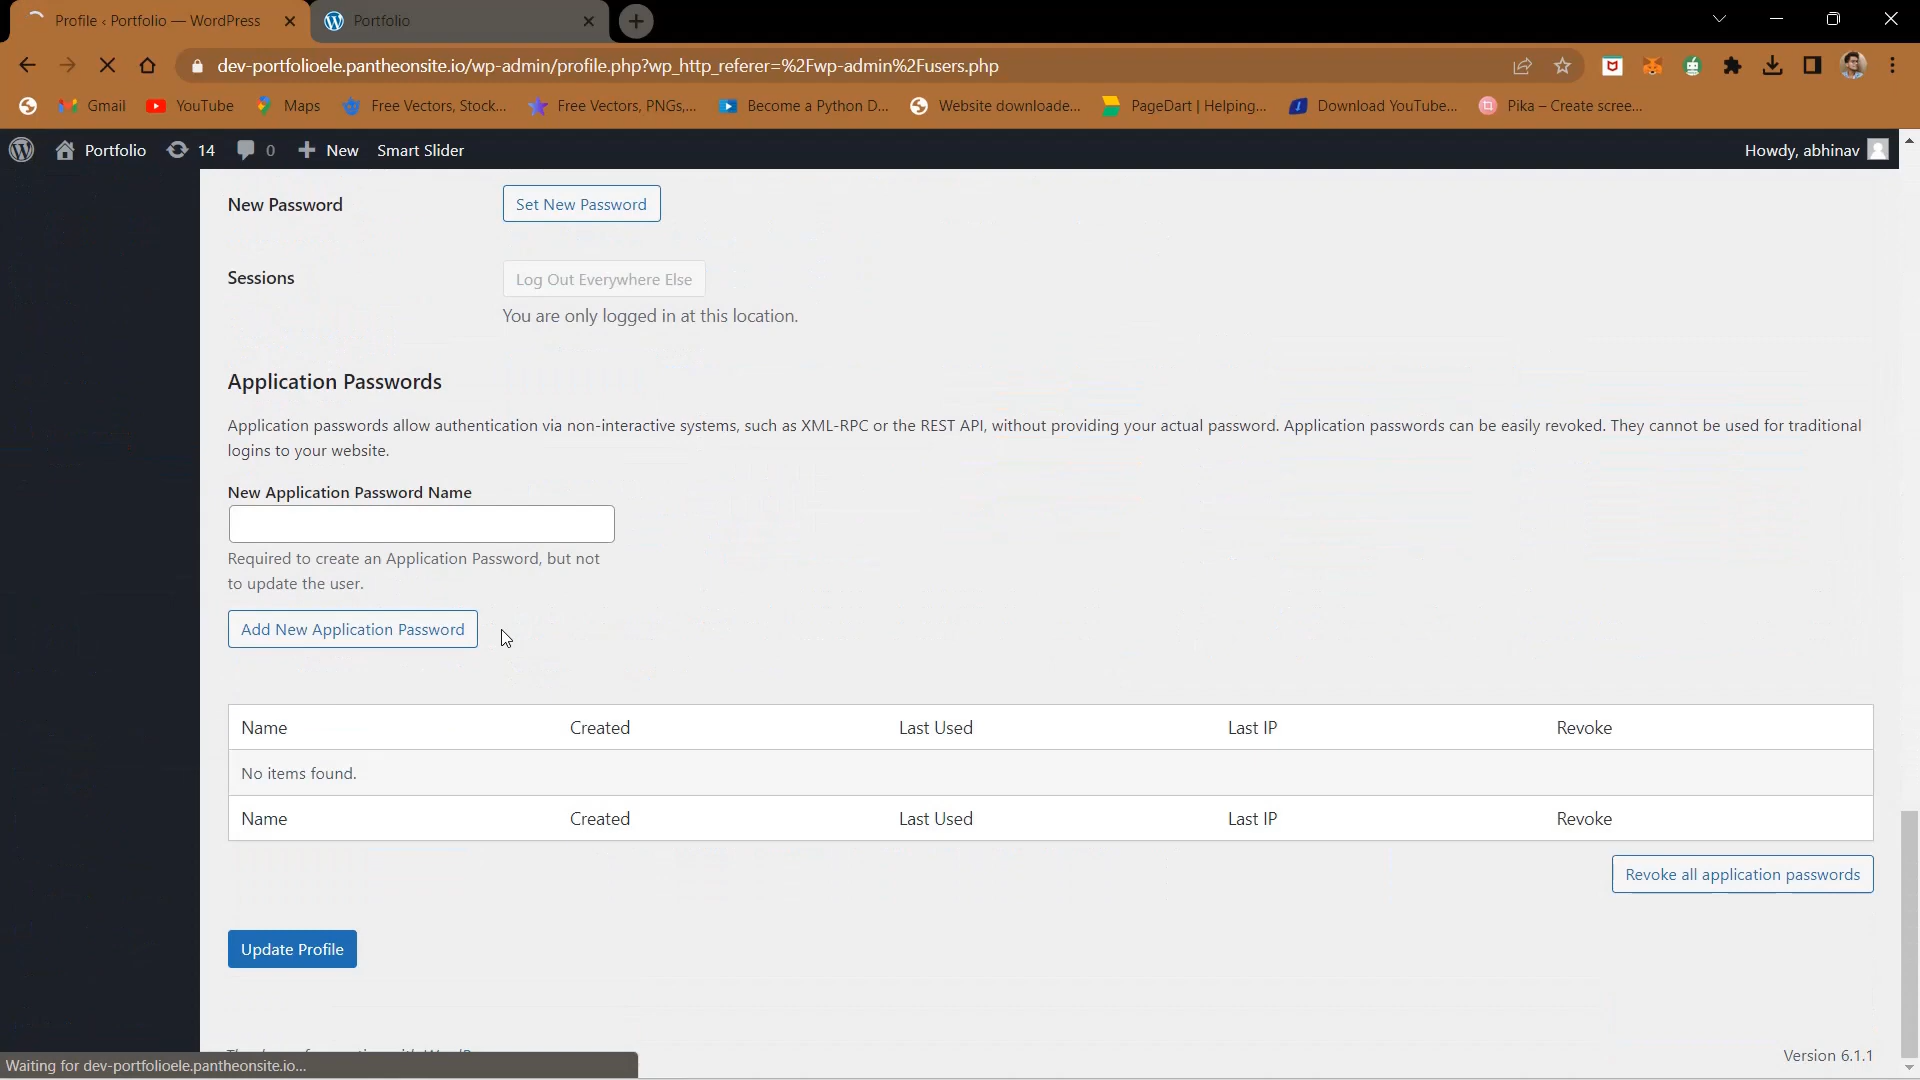 Profile ‹ Portfolio — WordPress
Portfolio
dev-portfolioele.pantheonsite.io/wp-admin/profile.php?wp_http_referer=%2Fwp-admin%2Fusers.php
Gmail
YouTube
Maps
Free Vectors, Stock...
Free Vectors, PNGs,...
Become a Python D...
Website downloade...
PageDart | Helping...
Download YouTube...
Pika – Create scree...
Portfolio
14
0
New
Smart Slider
Howdy, abhinav
New Password
Set New Password
Sessions
Log Out Everywhere Else
You are only logged in at this location.
Application Passwords
Application passwords allow authentication via non-interactive systems, such as XML-RPC or the REST API, without providing your actual password. Application passwords can be easily revoked. They cannot be used for traditional
logins to your website.
New Application Password Name
Required to create an Application Password, but not
to update the user.
Add New Application Password
Name Created Last Used Last IP Revoke
No items found.
Name Created Last Used Last IP Revoke
Revoke all application passwords
Update Profile
Version 6.1.1
Waiting for dev-portfolioele.pantheonsite.io...